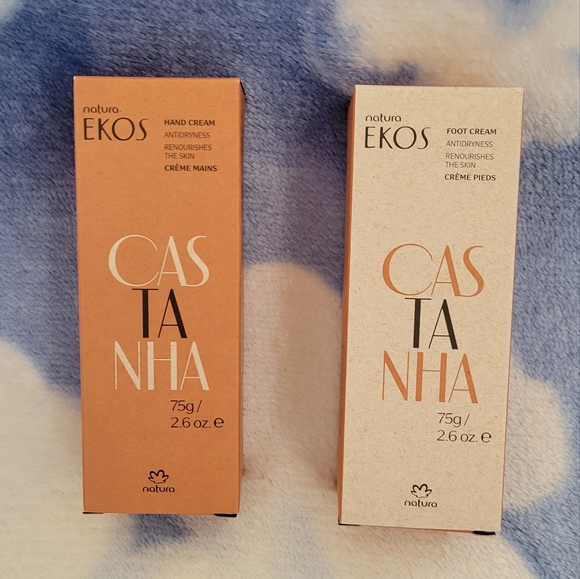 natura
EKOS
HAND CREAM
ANTIDRYNESS
RENOURISHES
THE SKIN
CRÈME MAINS
CAS
TA
NHA
75g /
2.6 oz. e
natura
natura
EKOS
FOOT CREAM
ANTIDRYNESS
RENOURISHES
THE SKIN
CRÈME PIEDS
CAS
TA
NHA
75g /
2.6 oz. e
natura